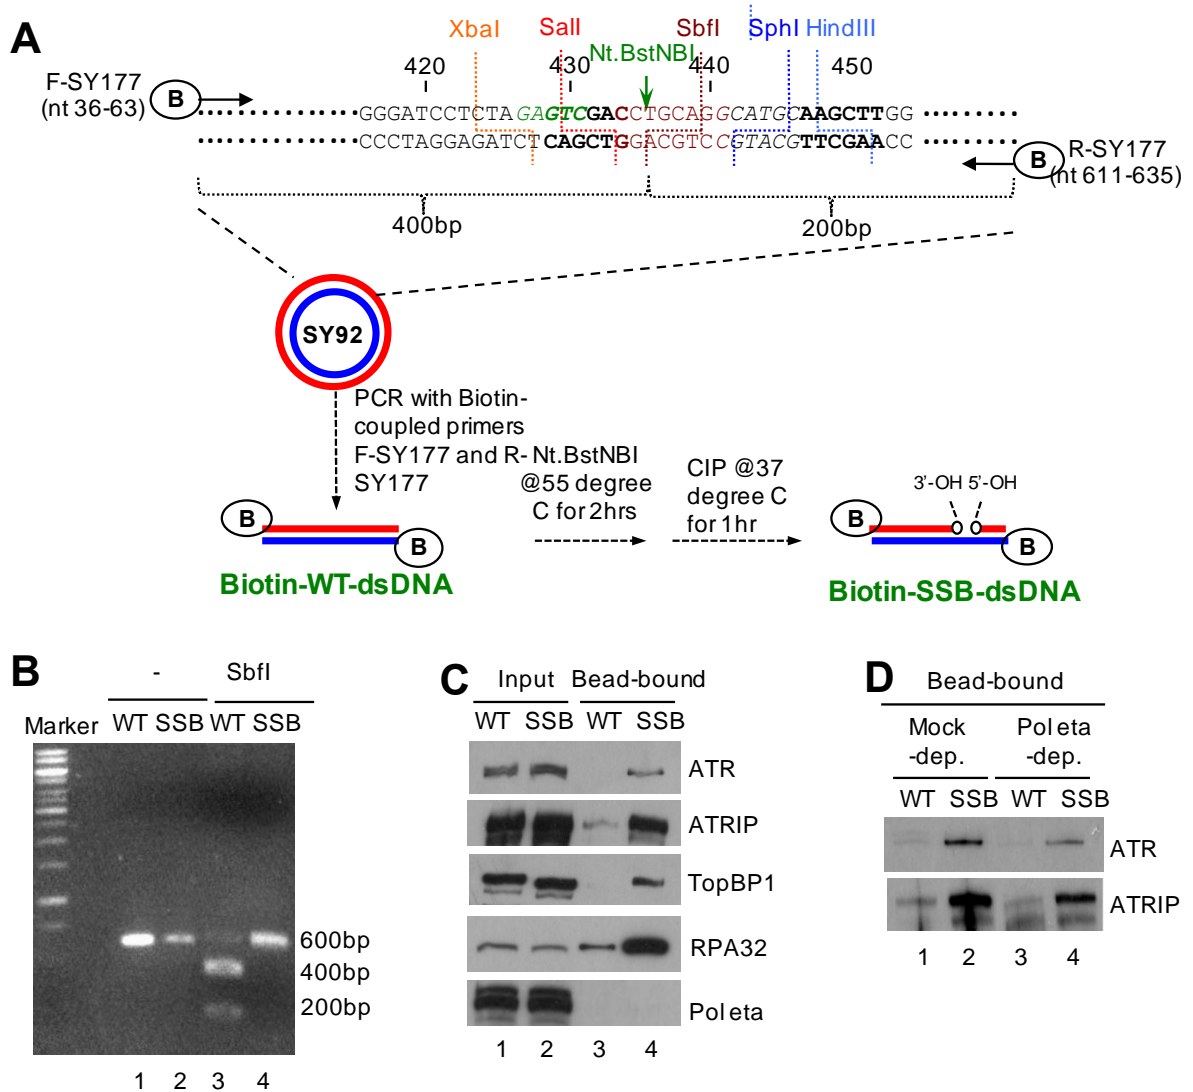 A
XbaI
SalI
SbfI
SphI
HindIII
Nt.BstNBI
420
430
440
450
F-SY177
(nt 36-63)
B
GGGATCCTCTAGAGTCGACCTGCAGGCATGCAAGCTTGG
CCCTAGGAGATCTCAGCTGGACGTCCGTACGTTCGAACC
B
R-SY177
(nt 611-635)
400bp
200bp
SY92
PCR with Biotin-
coupled primers
F-SY177 and R-
SY177
Nt.BstNBI
@55 degree
C for 2hrs
CIP @37
degree C
for 1hr
3'-OH 5'-OH
B
B
Biotin-WT-dsDNA
B
B
Biotin-SSB-dsDNA
B
-
SbfI
Marker WT SSB WT SSB
600bp
400bp
200bp
1 2 3 4
C
Input Bead-bound
WT SSB WT SSB
ATR
ATRIP
TopBP1
RPA32
Pol eta
1 2 3 4
D
Bead-bound
Mock
-dep.
Pol eta
-dep.
WT SSB WT SSB
ATR
ATRIP
1 2 3 4